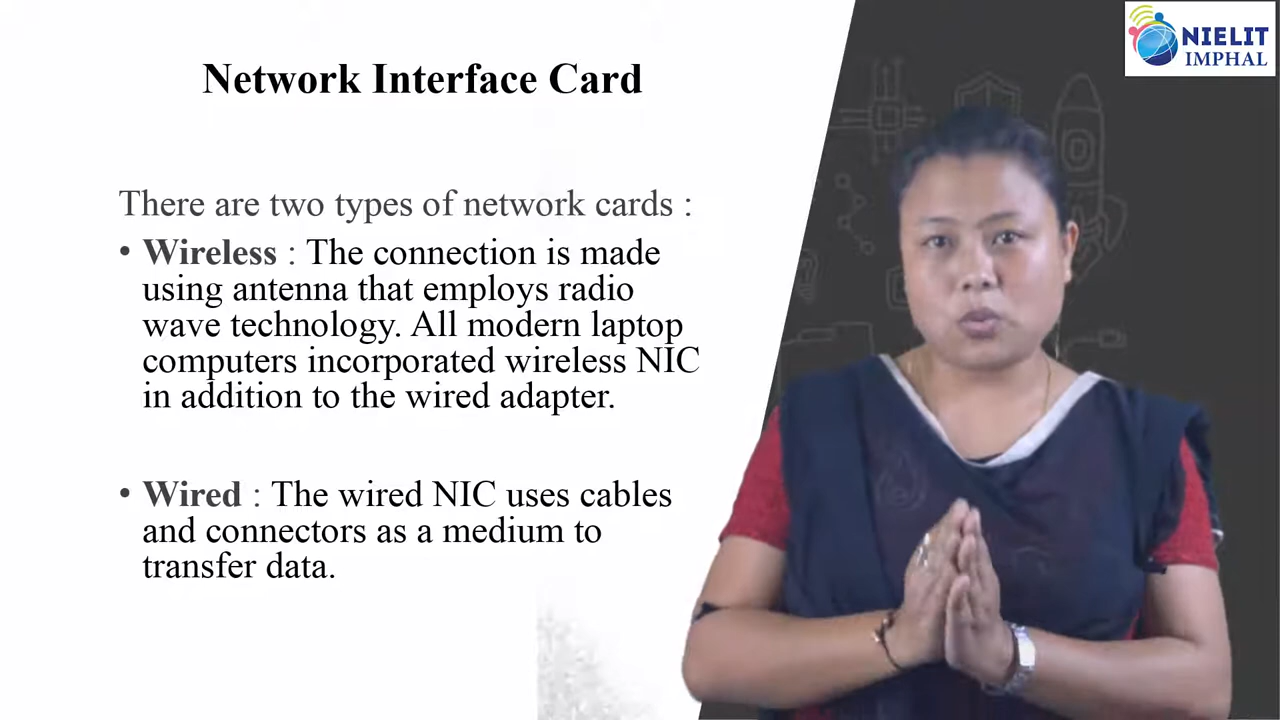 NIELIT
IMPHAL
Network Interface Card
There are two types of network cards :
• Wireless : The connection is made
using antenna that employs radio
wave technology. All modern laptop
computers incorporated wireless NIC
in addition to the wired adapter.
• Wired : The wired NIC uses cables
and connectors as a medium to
transfer data.